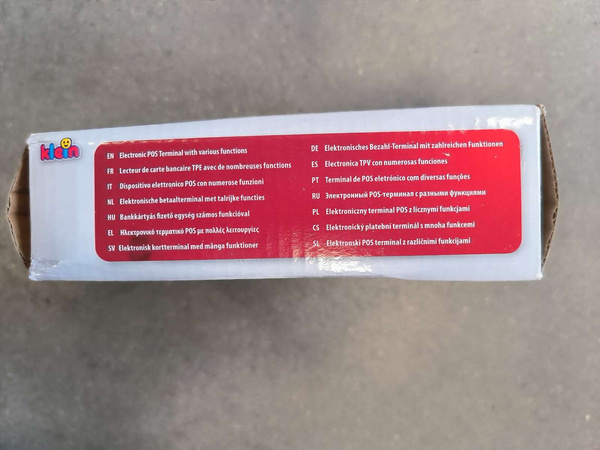 klein
EN Electronic POS Terminal with various functions
FR Lecteur de carte bancaire TPE avec de nombreuses fonctions
IT Dispositivo elettronico POS con numerose funzioni
NL Elektronische betaalterminal met talrijke functies
HU Bankkártyás fizető egység számos funkcióval
EL Ηλεκτρονικό τερματικό POS με πολλές λειτουργίες
SV Elektronisk kortterminal med många funktioner
DE Elektronisches Bezahl-Terminal mit zahlreichen Funktionen
ES Electronica TPV con numerosas funciones
PT Terminal de POS eletrónico com diversas funções
RU Электронный POS-терминал с разными функциями
PL Elektroniczny terminal POS z licznymi funkcjami
CS Elektronický platební terminál s mnoha funkcemi
SL Elektronski POS terminal z različnimi funkcijami